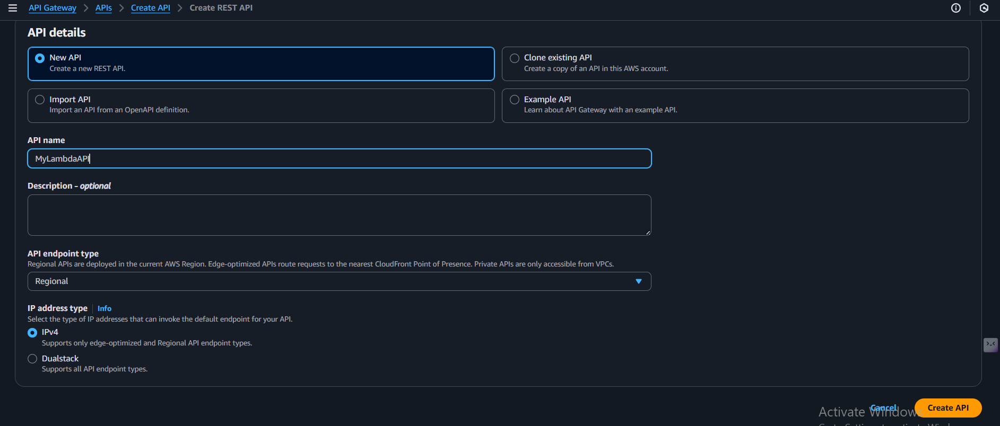 API Gateway > APIs > Create API > Create REST API
API details
New API
Create a new REST API.
Clone existing API
Create a copy of an API in this AWS account.
Import API
Import an API from an OpenAPI definition.
Example API
Learn about API Gateway with an example API.
API name
MyLambdaAPI
Description - optional
API endpoint type
Regional APIs are deployed in the current AWS Region. Edge-optimized APIs route requests to the nearest CloudFront Point of Presence. Private APIs are only accessible from VPCs.
Regional
IP address type
Info
Select the type of IP addresses that can invoke the default endpoint for your API.
IPv4
Supports only edge-optimized and Regional API endpoint types.
Dualstack
Supports all API endpoint types.
Activate Windows
Cancel
Create API